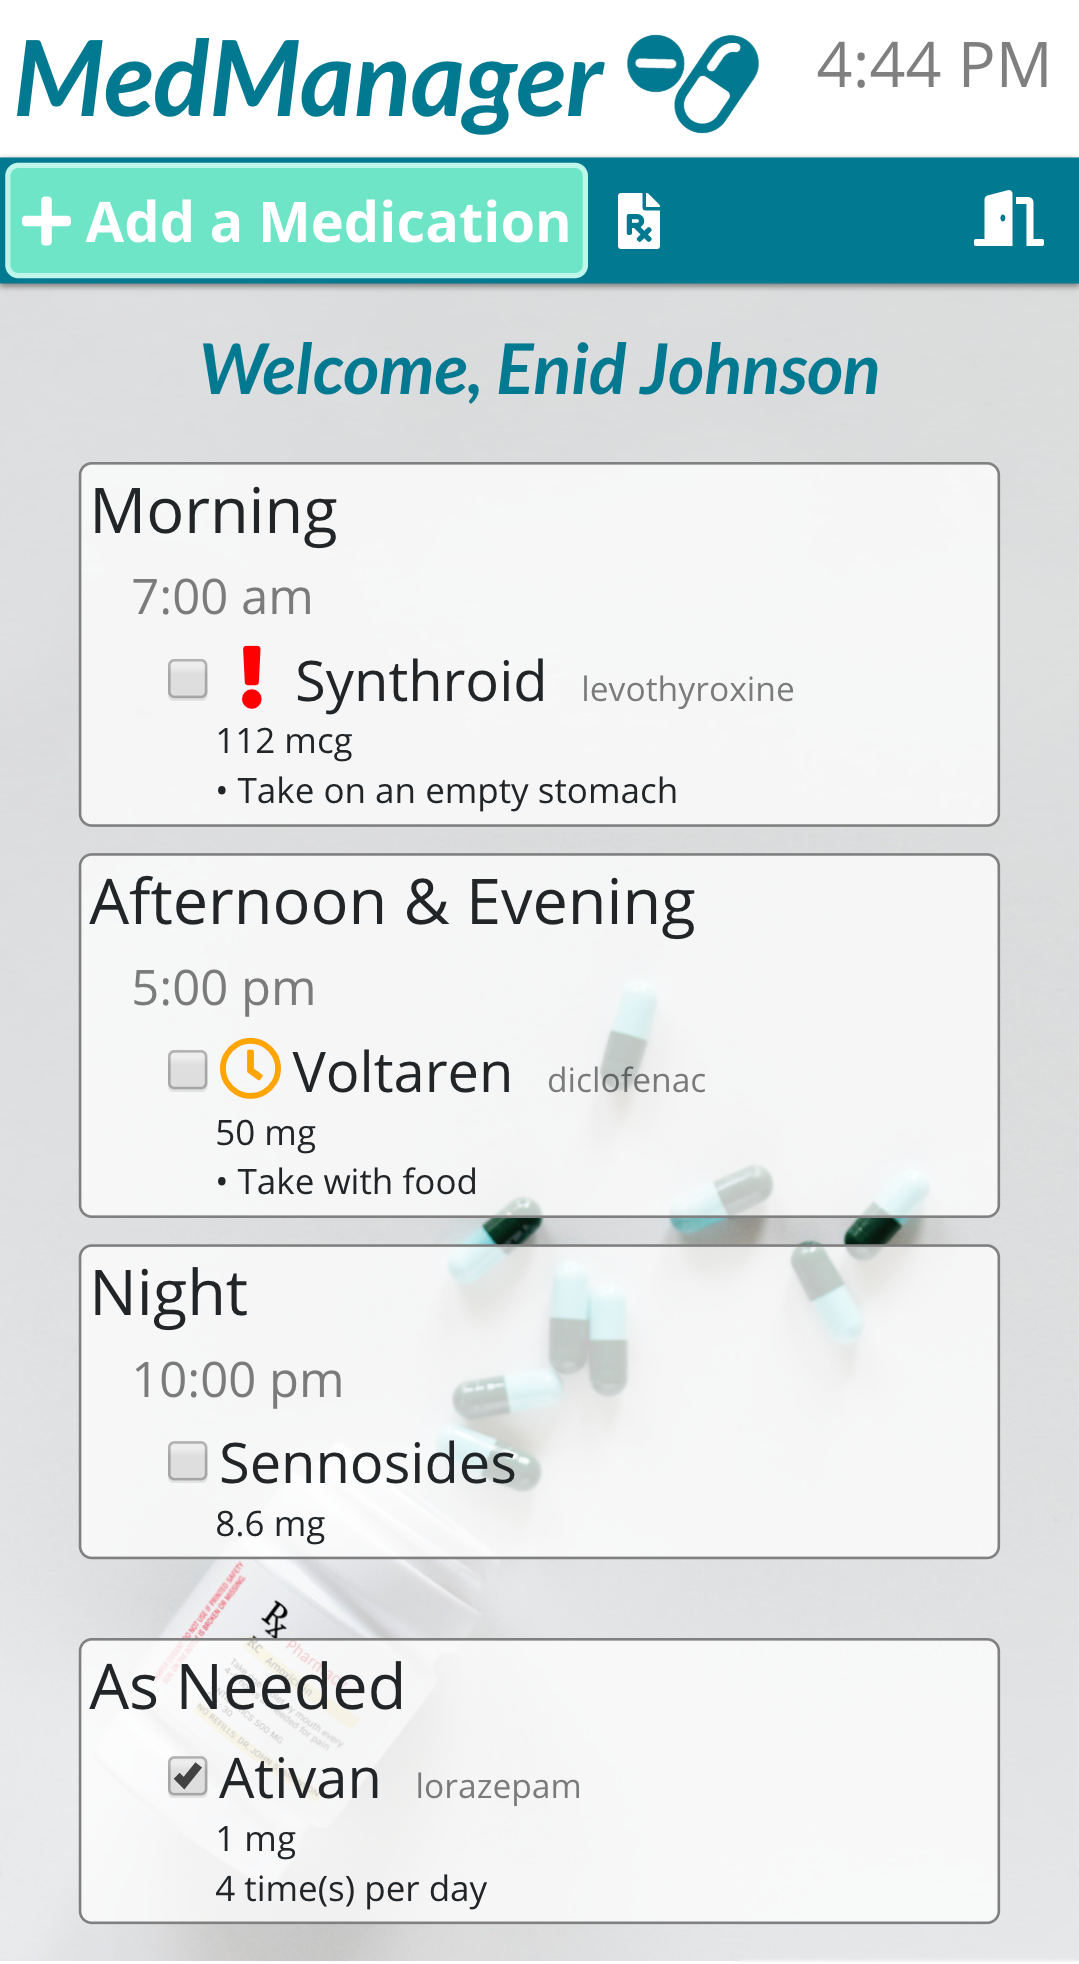 MedManager
4:44 PM
+ Add a Medication
Rx
Welcome, Enid Johnson
Morning
7:00 am
! Synthroid levothyroxine
112 mcg
• Take on an empty stomach
Afternoon & Evening
5:00 pm
Voltaren diclofenac
50 mg
• Take with food
Night
10:00 pm
Sennosides
8.6 mg
Rx
As Needed
Ativan lorazepam
1 mg
4 time(s) per day